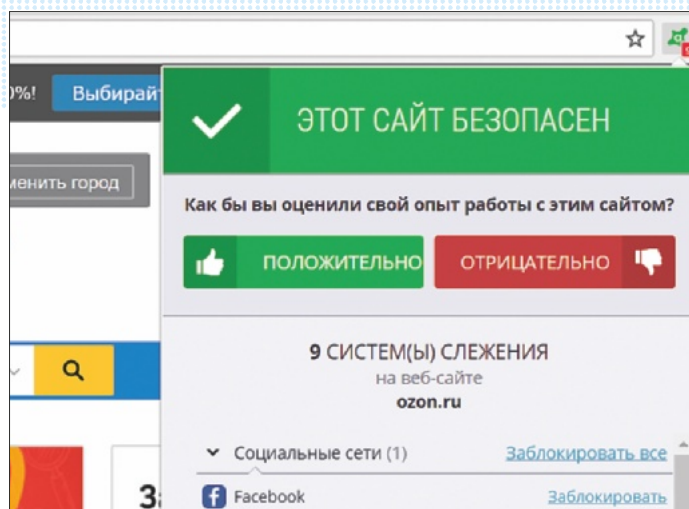 %! Выбирай
ЭТОТ САЙТ БЕЗОПАСЕН
менить город
Как бы вы оценили свой опыт работы с этим сайтом?
ПОЛОЖИТЕЛЬНО ОТРИЦАТЕЛЬНО
9 СИСТЕМ(Ы) СЛЕЖЕНИЯ
на веб-сайте
ozon.ru
Социальные сети (1) Заблокировать все
За
Facebook Заблокировать